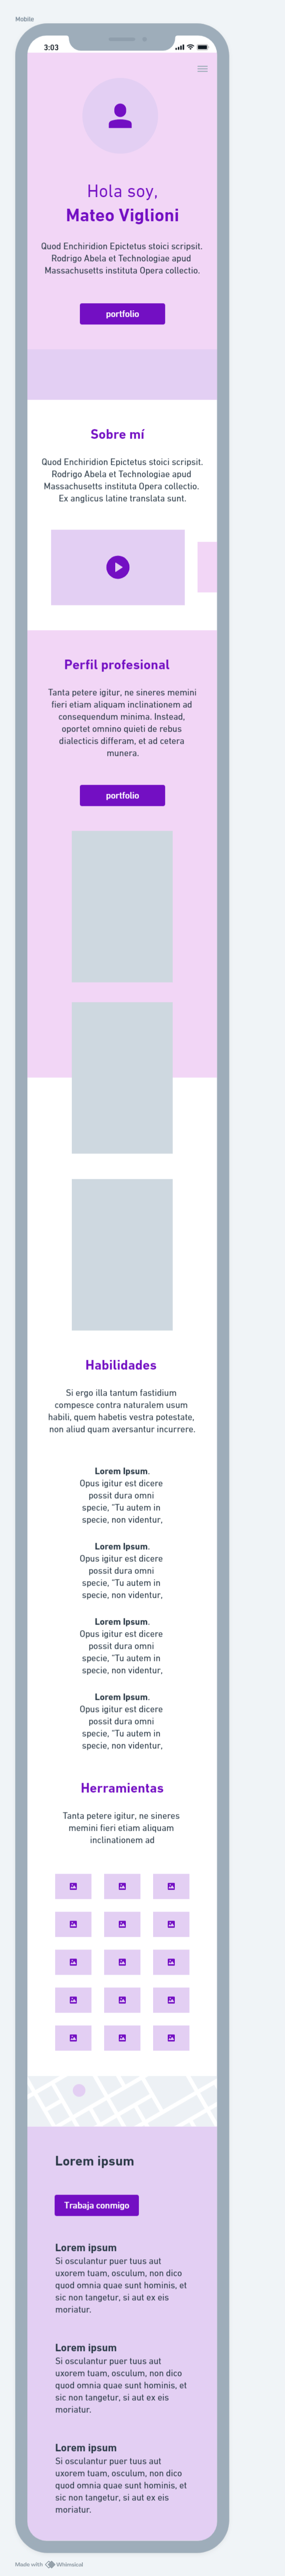 Mobile
3:03
Hola soy,
Mateo Viglioni
Quod Enchiridion Epictetus stoici scripsit.
Rodrigo Abela et Technologiae apud
Massachusetts instituta Opera collectio.
portfolio
Sobre mí
Quod Enchiridion Epictetus stoici scripsit.
Rodrigo Abela et Technologiae apud
Massachusetts instituta Opera collectio.
Ex anglicus latine translata sunt.
Perfil profesional
Tanta petere igitur, ne sineres memini
fieri etiam aliquam inclinationem ad
consequendum minima. Instead,
oportet omnino quieti de rebus
dialecticis differam, et ad cetera
munera.
portfolio
Habilidades
Si ergo illa tantum fastidium
compesce contra naturalem usum
habili, quem habetis vestra potestate,
non aliud quam aversantur incurrere.
Lorem Ipsum.
Opus igitur est dicere
possit dura omni
specie, "Tu autem in
specie, non videntur,
Lorem Ipsum.
Opus igitur est dicere
possit dura omni
specie, "Tu autem in
specie, non videntur,
Lorem Ipsum.
Opus igitur est dicere
possit dura omni
specie, "Tu autem in
specie, non videntur,
Lorem Ipsum.
Opus igitur est dicere
possit dura omni
specie, "Tu autem in
specie, non videntur,
Herramientas
Tanta petere igitur, ne sineres
memini fieri etiam aliquam
inclinationem ad
Lorem ipsum
Trabaja conmigo
Lorem ipsum
Si osculantur puer tuus aut
uxorem tuam, osculum, non dico
quod omnia quae sunt hominis, et
sic non tangetur, si aut ex eis
moriatur.
Lorem ipsum
Si osculantur puer tuus aut
uxorem tuam, osculum, non dico
quod omnia quae sunt hominis, et
sic non tangetur, si aut ex eis
moriatur.
Lorem ipsum
Si osculantur puer tuus aut
uxorem tuam, osculum, non dico
quod omnia quae sunt hominis, et
sic non tangetur, si aut ex eis
moriatur.
Made with Whimsical